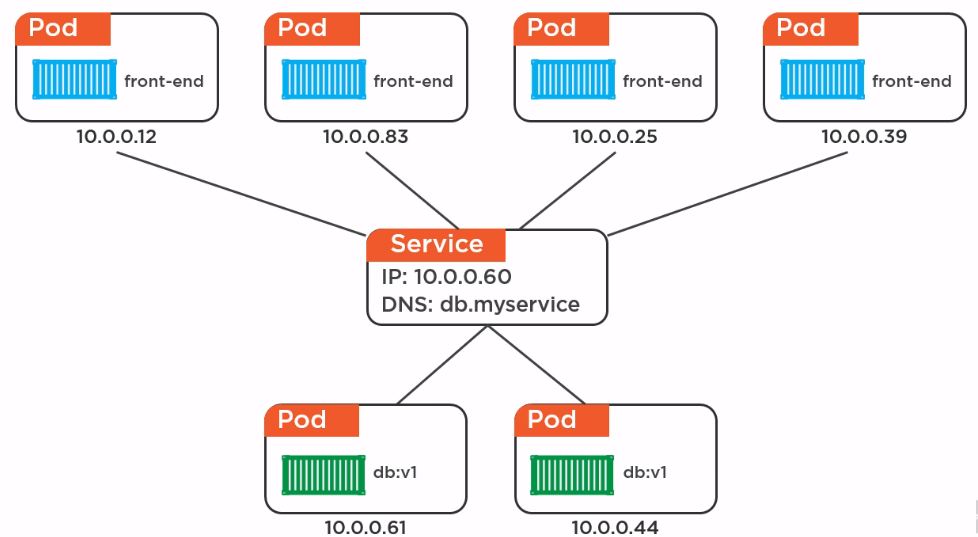 Pod
Pod
Pod
Pod
front-end
front-end
front-end
front-end
10.0.0.12
10.0.0.83
10.0.0.25
10.0.0.39
Service
IP: 10.0.0.60
DNS: db.myservice
Pod
Pod
db:v1
db:v1
10.0.0.61
10.0.0.44